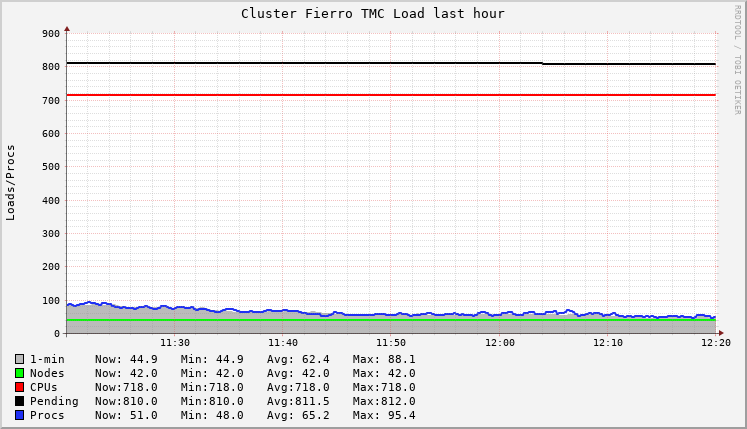 Cluster Fierro TMC Load last hour
RRDTOOL / TOBI OETIKER
Loads/Procs
900
800
700
600
500
400
300
200
100
0
11:30 11:40 11:50 12:00 12:10 12:20
1-min Now: 44.9 Min: 44.9 Avg: 62.4 Max: 88.1
Nodes Now: 42.0 Min: 42.0 Avg: 42.0 Max: 42.0
CPUs Now:718.0 Min:718.0 Avg:718.0 Max:718.0
Pending Now:810.0 Min:810.0 Avg:811.5 Max:812.0
Procs Now: 51.0 Min: 48.0 Avg: 65.2 Max: 95.4